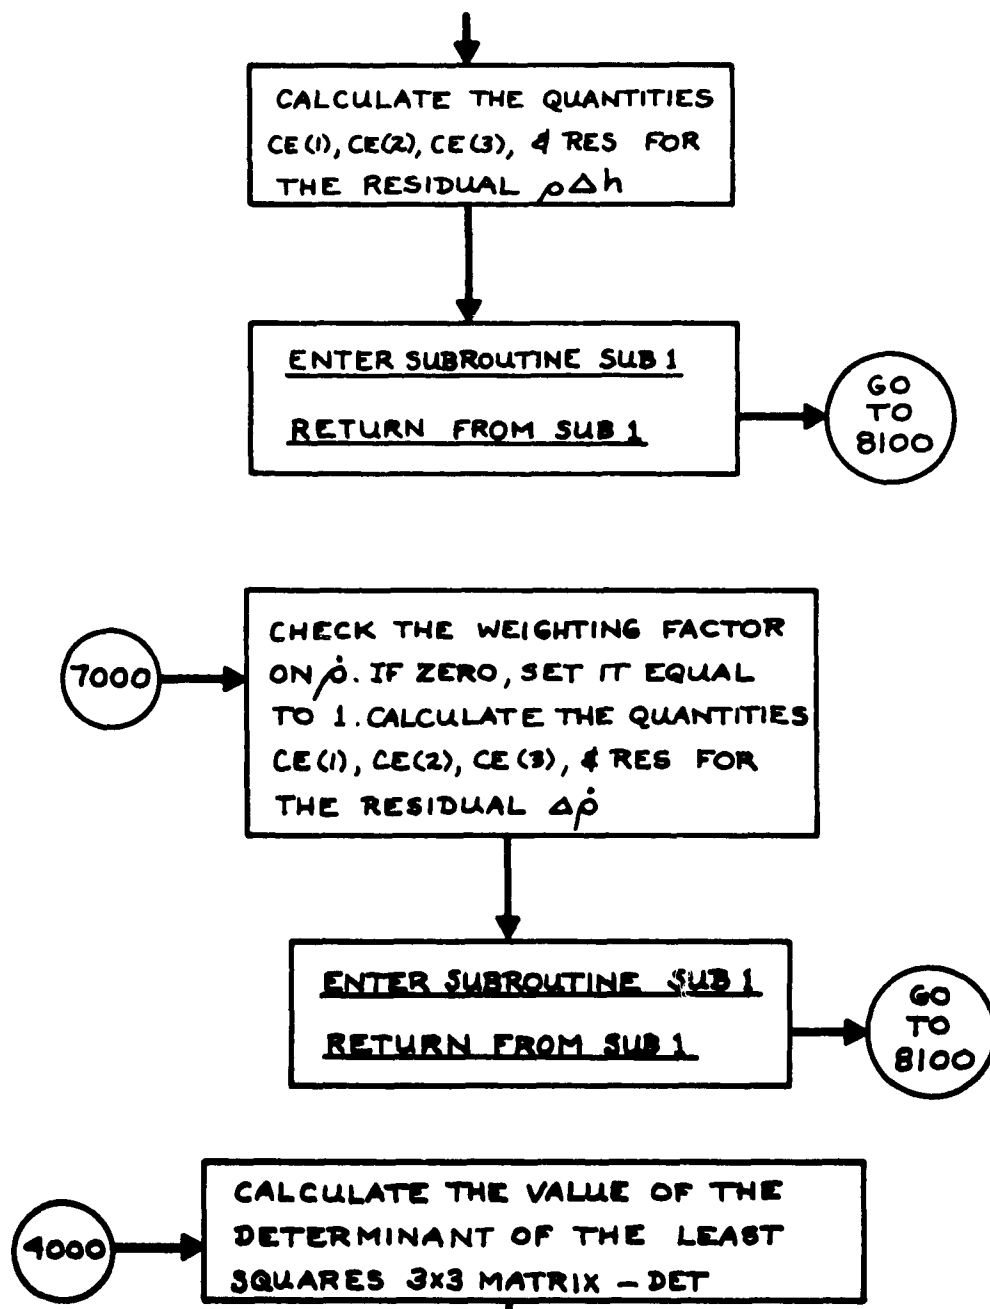 CALCULATE THE QUANTITIES
CE(1), CE(2), CE(3), & RES FOR
THE RESIDUAL ρΔh
ENTER SUBROUTINE SUB 1
RETURN FROM SUB 1
GO
TO
8100
7000
CHECK THE WEIGHTING FACTOR
ON ρ̇. IF ZERO, SET IT EQUAL
TO 1. CALCULATE THE QUANTITIES
CE(1), CE(2), CE(3), & RES FOR
THE RESIDUAL Δρ̇
ENTER SUBROUTINE SUB 1
RETURN FROM SUB 1
GO
TO
8100
4000
CALCULATE THE VALUE OF THE
DETERMINANT OF THE LEAST
SQUARES 3x3 MATRIX – DET